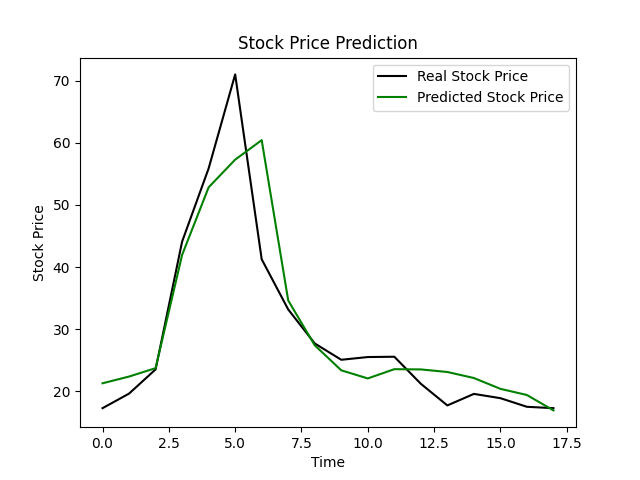 Stock Price Prediction
Real Stock Price
Predicted Stock Price
Stock Price
70
60
50
40
30
20
0.0 2.5 5.0 7.5 10.0 12.5 15.0 17.5
Time